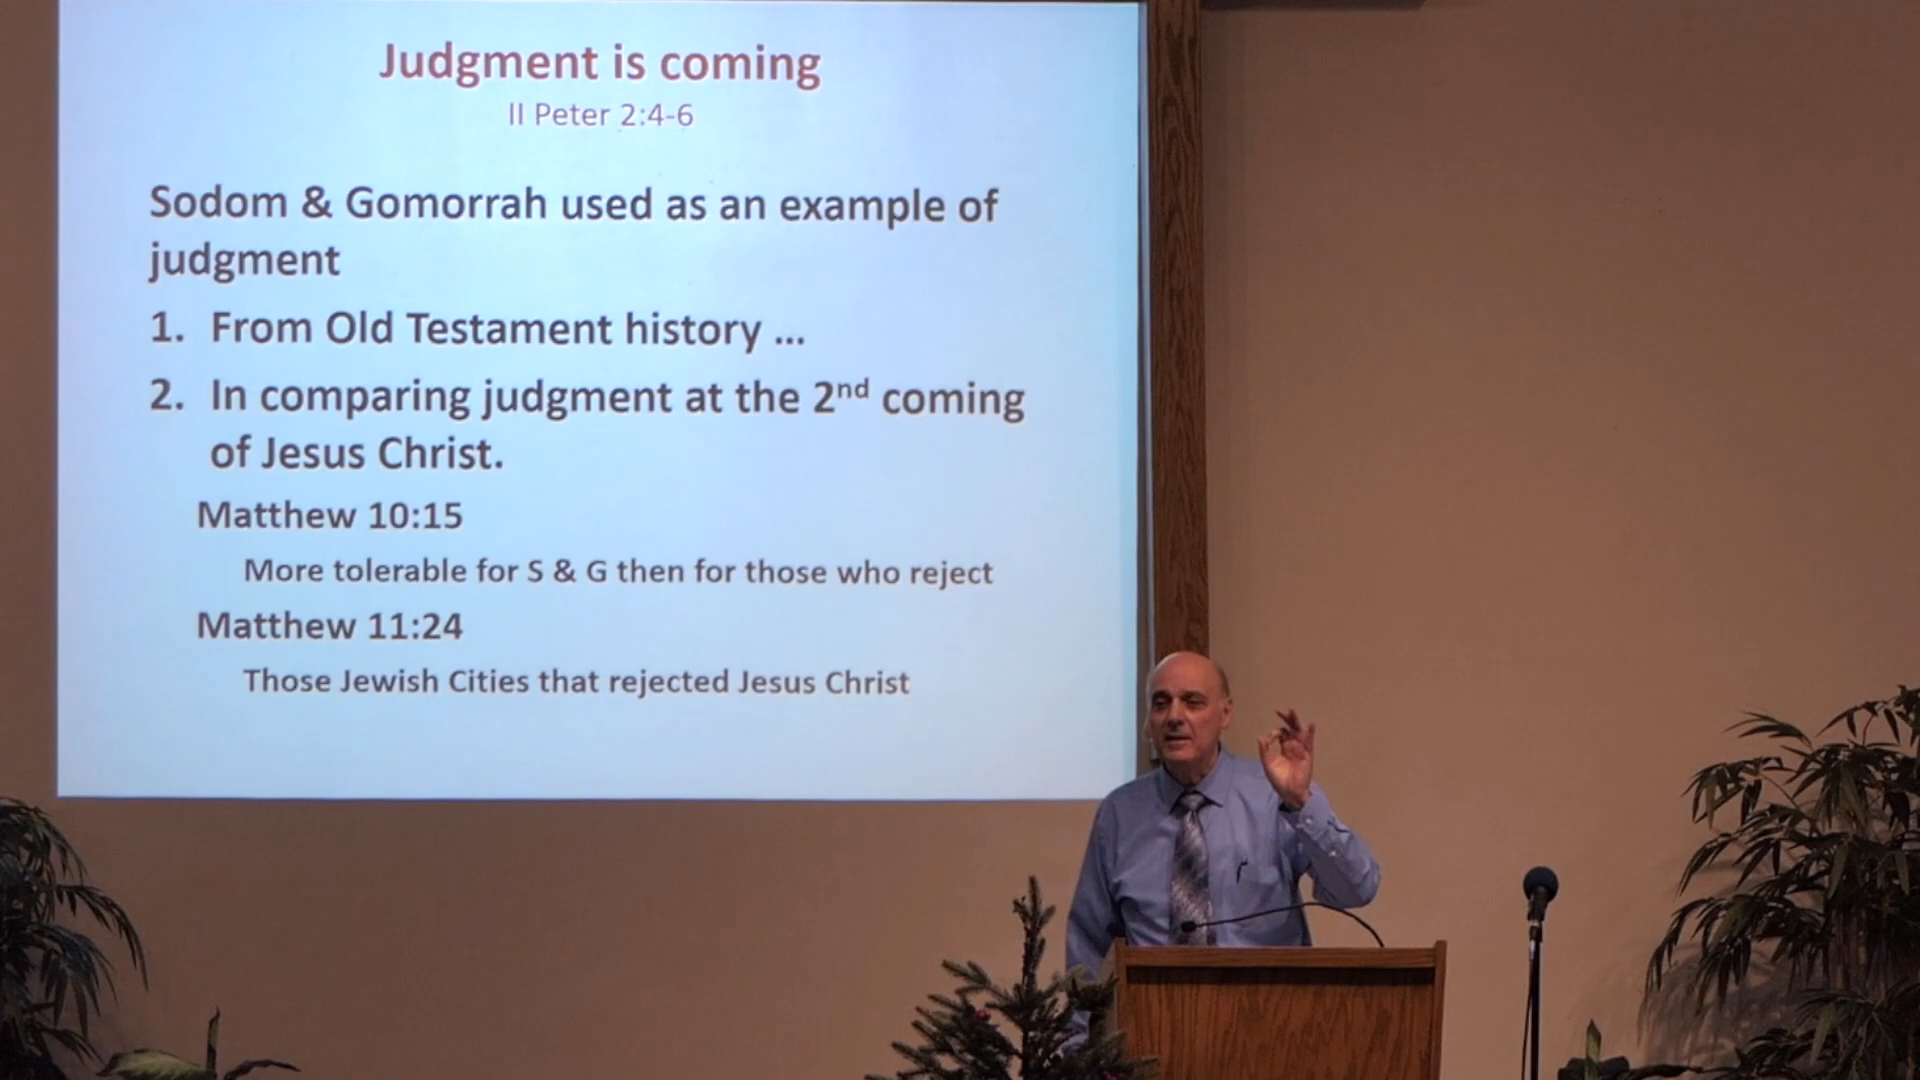 Judgment is coming
II Peter 2:4-6
Sodom & Gomorrah used as an example of
judgment
1. From Old Testament history ...
2. In comparing judgment at the 2nd coming
of Jesus Christ.
Matthew 10:15
More tolerable for S & G then for those who reject
Matthew 11:24
Those Jewish Cities that rejected Jesus Christ